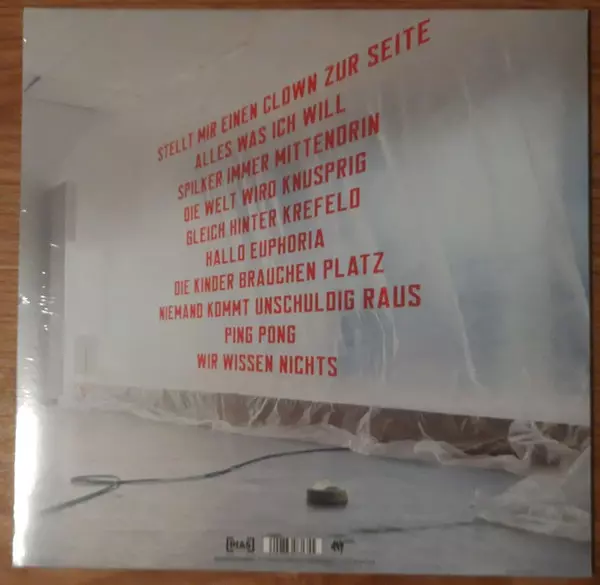 STELLT MIR EINEN CLOWN ZUR SEITE
ALLES WAS ICH WILL
SPILKER IMMER MITTENDRIN
DIE WELT WIRD KNUSPRIG
GLEICH HINTER KREFELD
HALLO EUPHORIA
DIE KINDER BRAUCHEN PLATZ
NIEMAND KOMMT UNSCHULDIG RAUS
PING PONG
WIR WISSEN NICHTS
[PIAS]